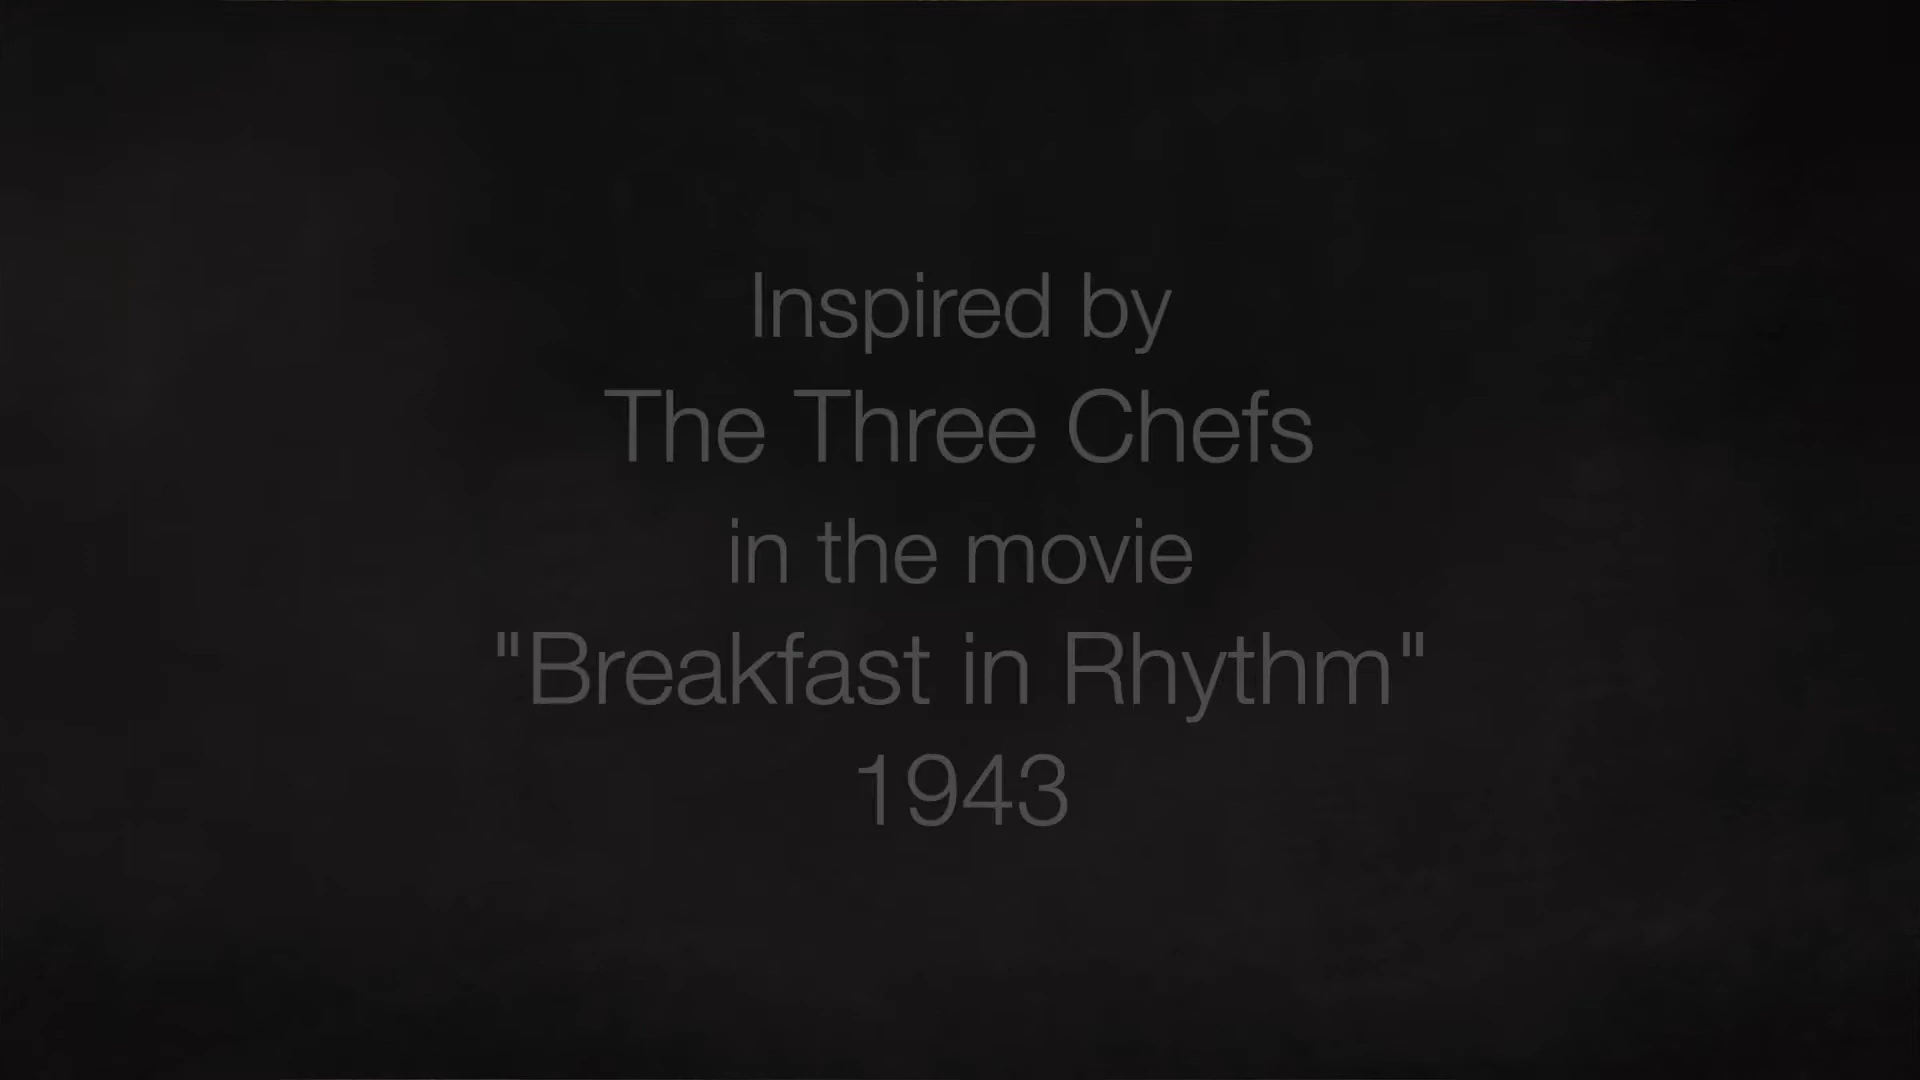 Inspired by
The Three Chefs
in the movie
"Breakfast in Rhythm"
1943